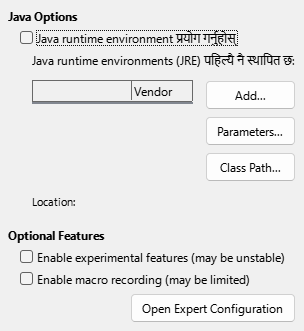 Java Options
Java runtime environment प्रयोग गर्नुहोस्
Java runtime environments (JRE) पहिल्यै नै स्थापित छ:
Vendor
Add...
Parameters...
Class Path...
Location:
Optional Features
Enable experimental features (may be unstable)
Enable macro recording (may be limited)
Open Expert Configuration